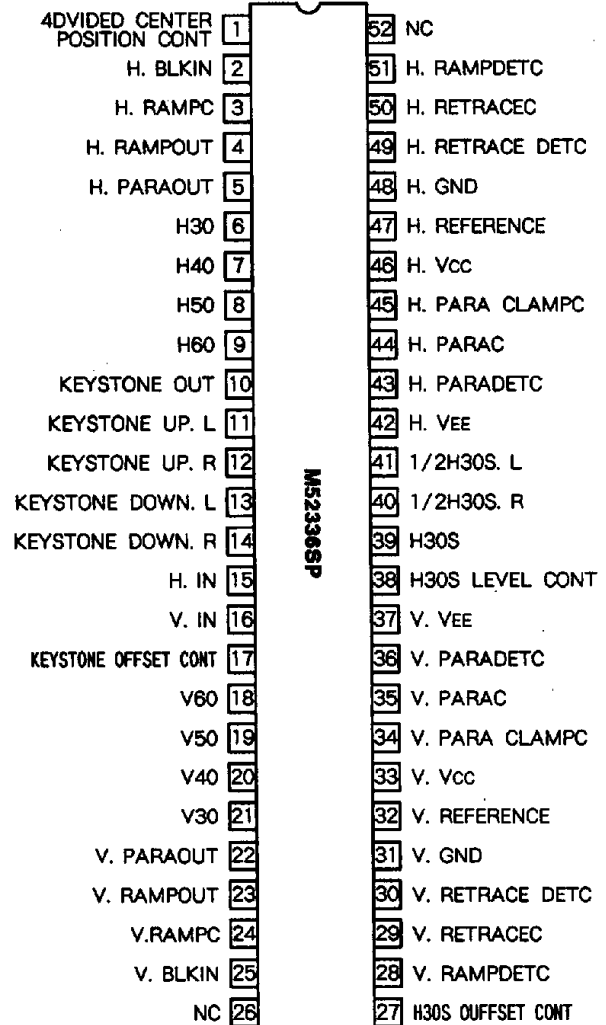 4DVIDED CENTER
POSITION CONT 1
H. BLKIN 2
H. RAMPC 3
H. RAMPOUT 4
H. PARAOUT 5
H30 6
H40 7
H50 8
H60 9
KEYSTONE OUT 10
KEYSTONE UP. L 11
KEYSTONE UP. R 12
KEYSTONE DOWN. L 13
KEYSTONE DOWN. R 14
H. IN 15
V. IN 16
KEYSTONE OFFSET CONT 17
V60 18
V50 19
V40 20
V30 21
V. PARAOUT 22
V. RAMPOUT 23
V.RAMPC 24
V. BLKIN 25
NC 26
M52336SP
52 NC
51 H. RAMPDETC
50 H. RETRACEC
49 H. RETRACE DETC
48 H. GND
47 H. REFERENCE
46 H. VCC
45 H. PARA CLAMPC
44 H. PARAC
43 H. PARADETC
42 H. VEE
41 1/2H30S. L
40 1/2H30S. R
39 H30S
38 H30S LEVEL CONT
37 V. VEE
36 V. PARADETC
35 V. PARAC
34 V. PARA CLAMPC
33 V. VCC
32 V. REFERENCE
31 V. GND
30 V. RETRACE DETC
29 V. RETRACEC
28 V. RAMPDETC
27 H30S OUFFSET CONT